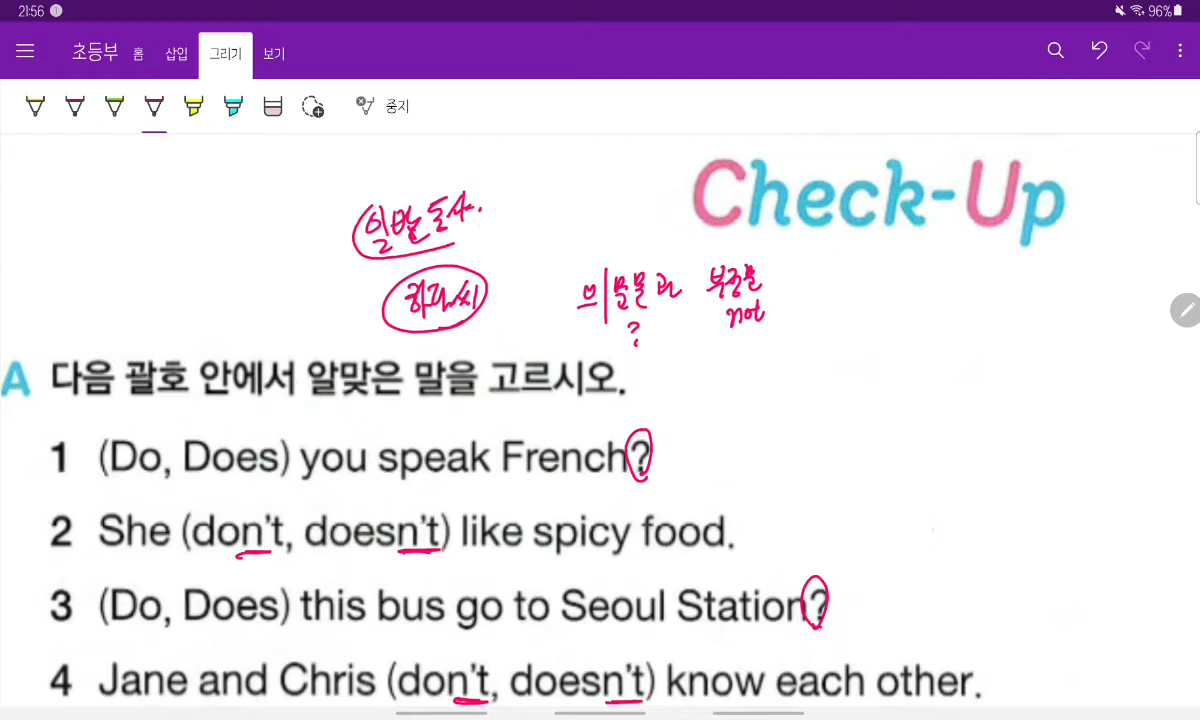 21:56 1 96%
초등부 홈 삽입 그리기 보기
중지
Check-Up
일반동사.
의문문과 부정문
? not
A 다음 괄호 안에서 알맞은 말을 고르시오.
1 (Do, Does) you speak French?
2 She (don't, doesn't) like spicy food.
3 (Do, Does) this bus go to Seoul Station?
4 Jane and Chris (don't, doesn't) know each other.